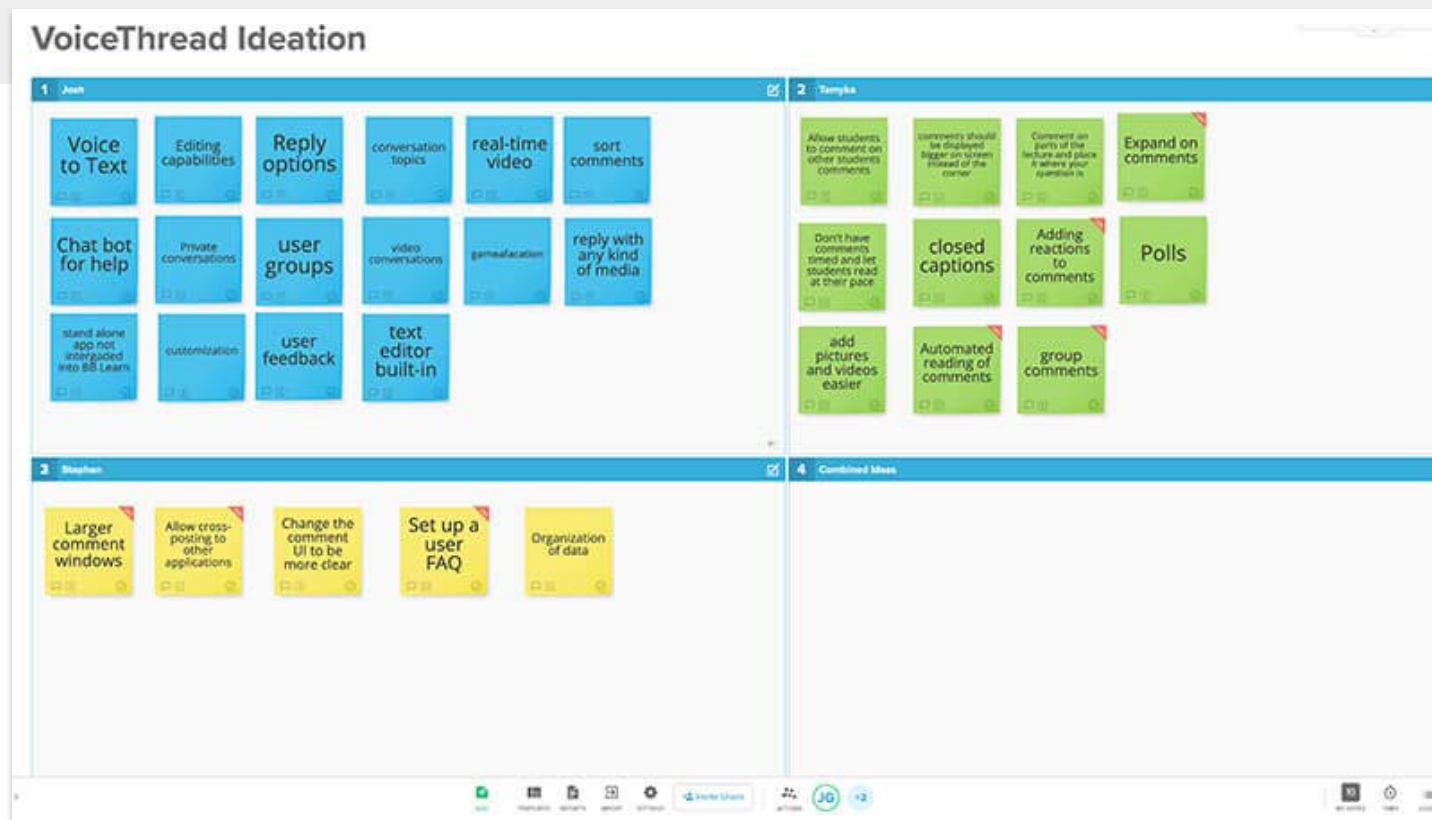 VoiceThread Ideation
1 Josh
2 Tamyka
Voice
to Text
Editing
capabilities
Reply
options
conversation
topics
real-time
video
sort
comments
Chat bot
for help
Private
conversations
user
groups
video
conversations
gameafacation
reply with
any kind
of media
stand alone
app not
intergaded
into BB Learn
customization
user
feedback
text
editor
built-in
Allow students
to comment on
other students
comments
comments should
be displayed
bigger on screen
instead of the
corner
Comment on
parts of the
lecture and place
it where your
question is
Expand on
comments
Don't have
comments
timed and let
students read
at their pace
closed
captions
Adding
reactions
to
comments
Polls
add
pictures
and videos
easier
Automated
reading of
comments
group
comments
3 Stephen
4 Combined Ideas
Larger
comment
windows
Allow cross-
posting to
other
applications
Change the
comment
UI to be
more clear
Set up a
user
FAQ
Organization
of data
Invite Share
JG
+2